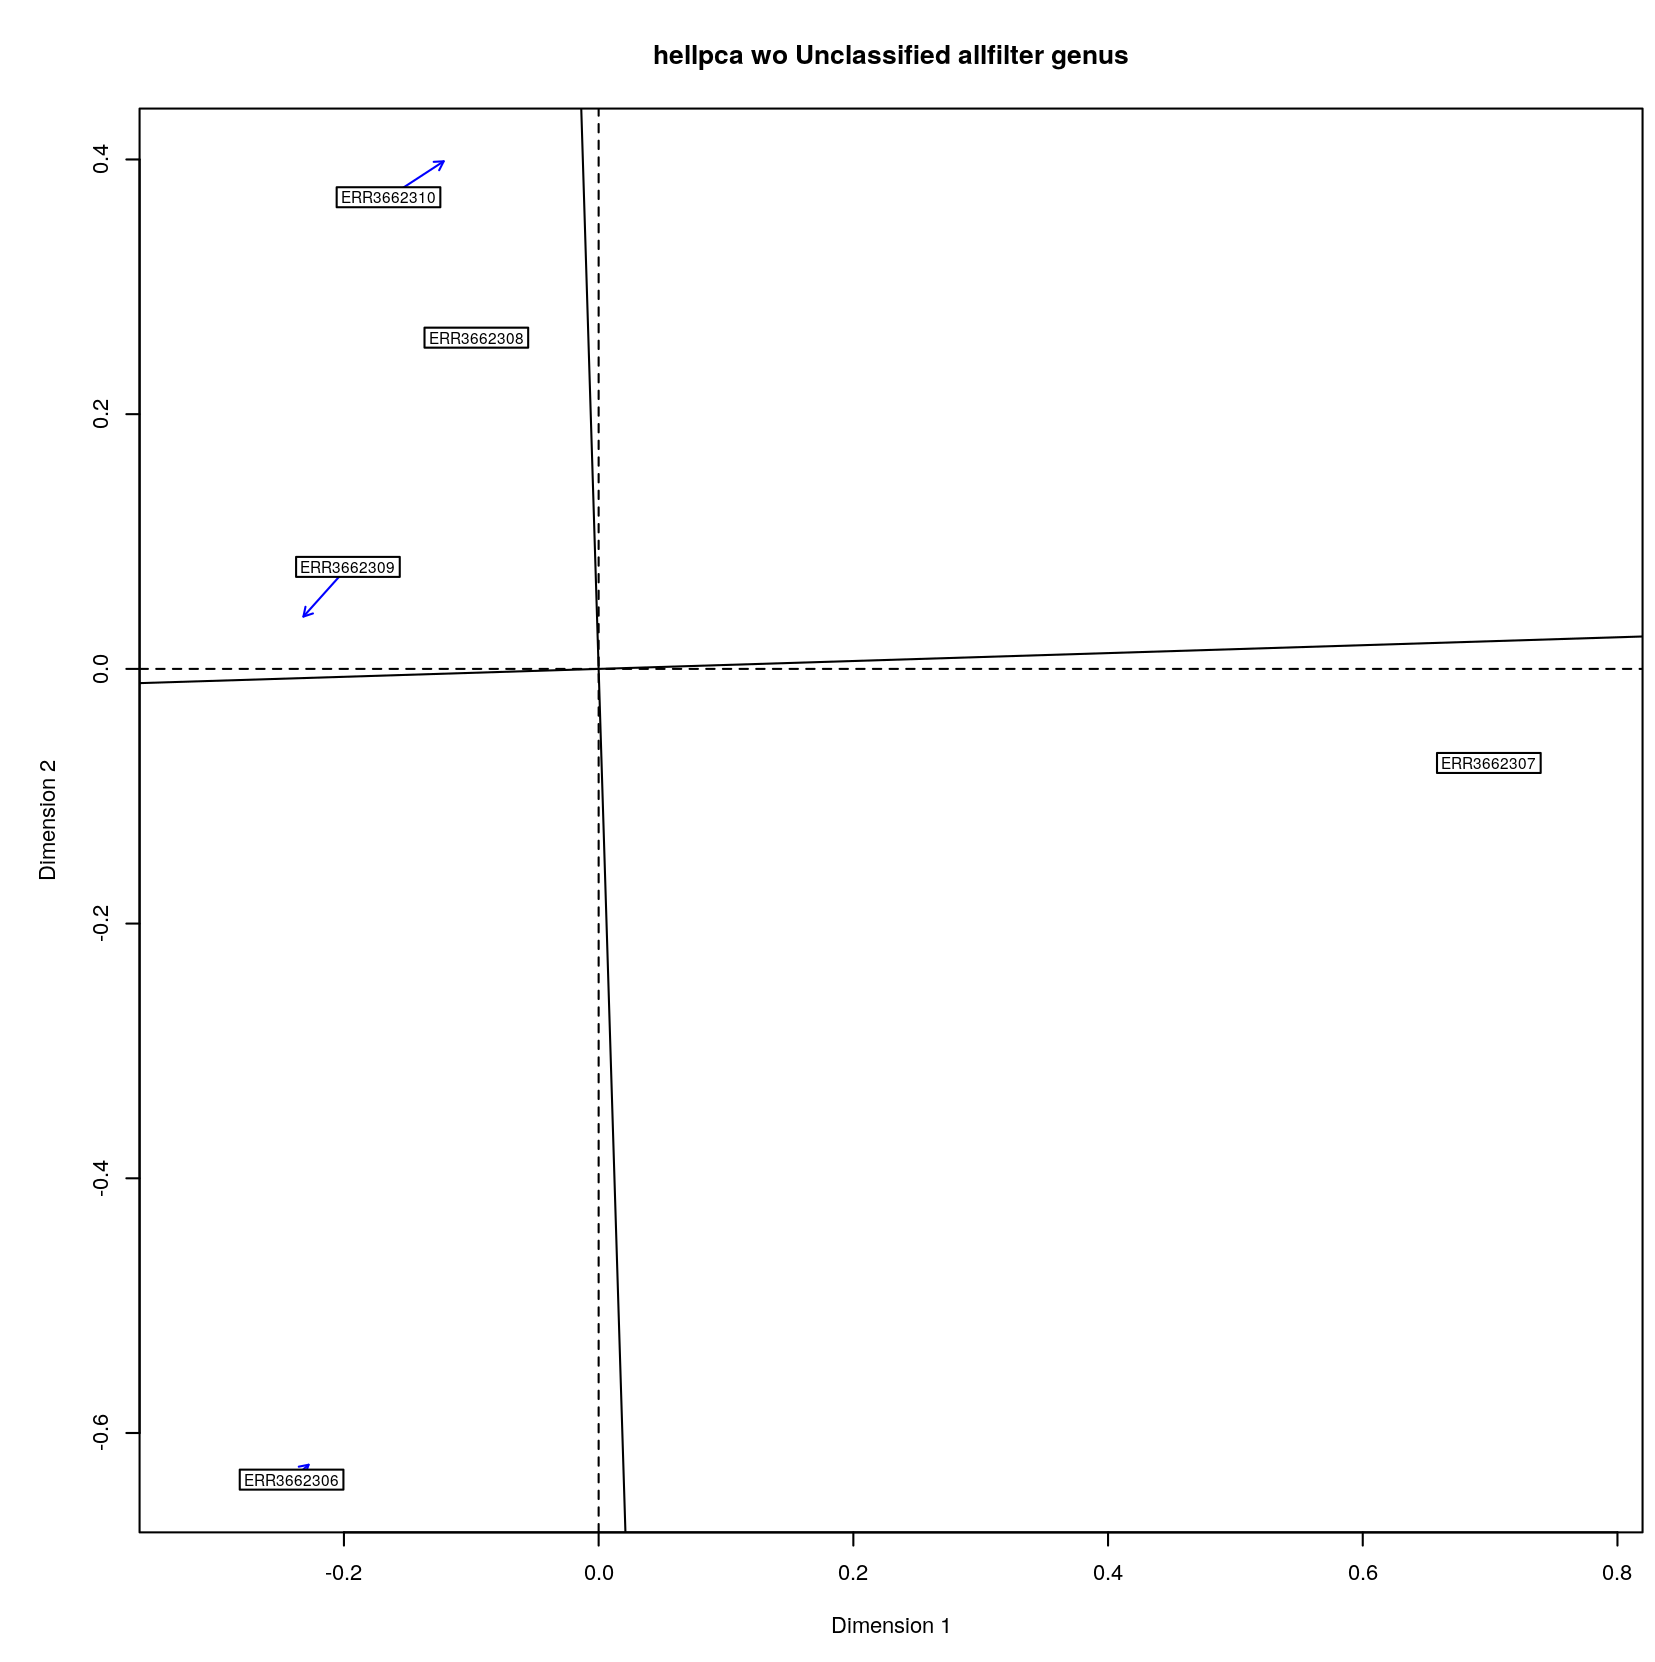 hellpca wo Unclassified allfilter genus
0.4
ERR3662310
ERR3662308
0.2
ERR3662309
0.0
ERR3662307
Dimension 2
-0.2
-0.4
-0.6
ERR3662306
-0.2 0.0 0.2 0.4 0.6 0.8
Dimension 1